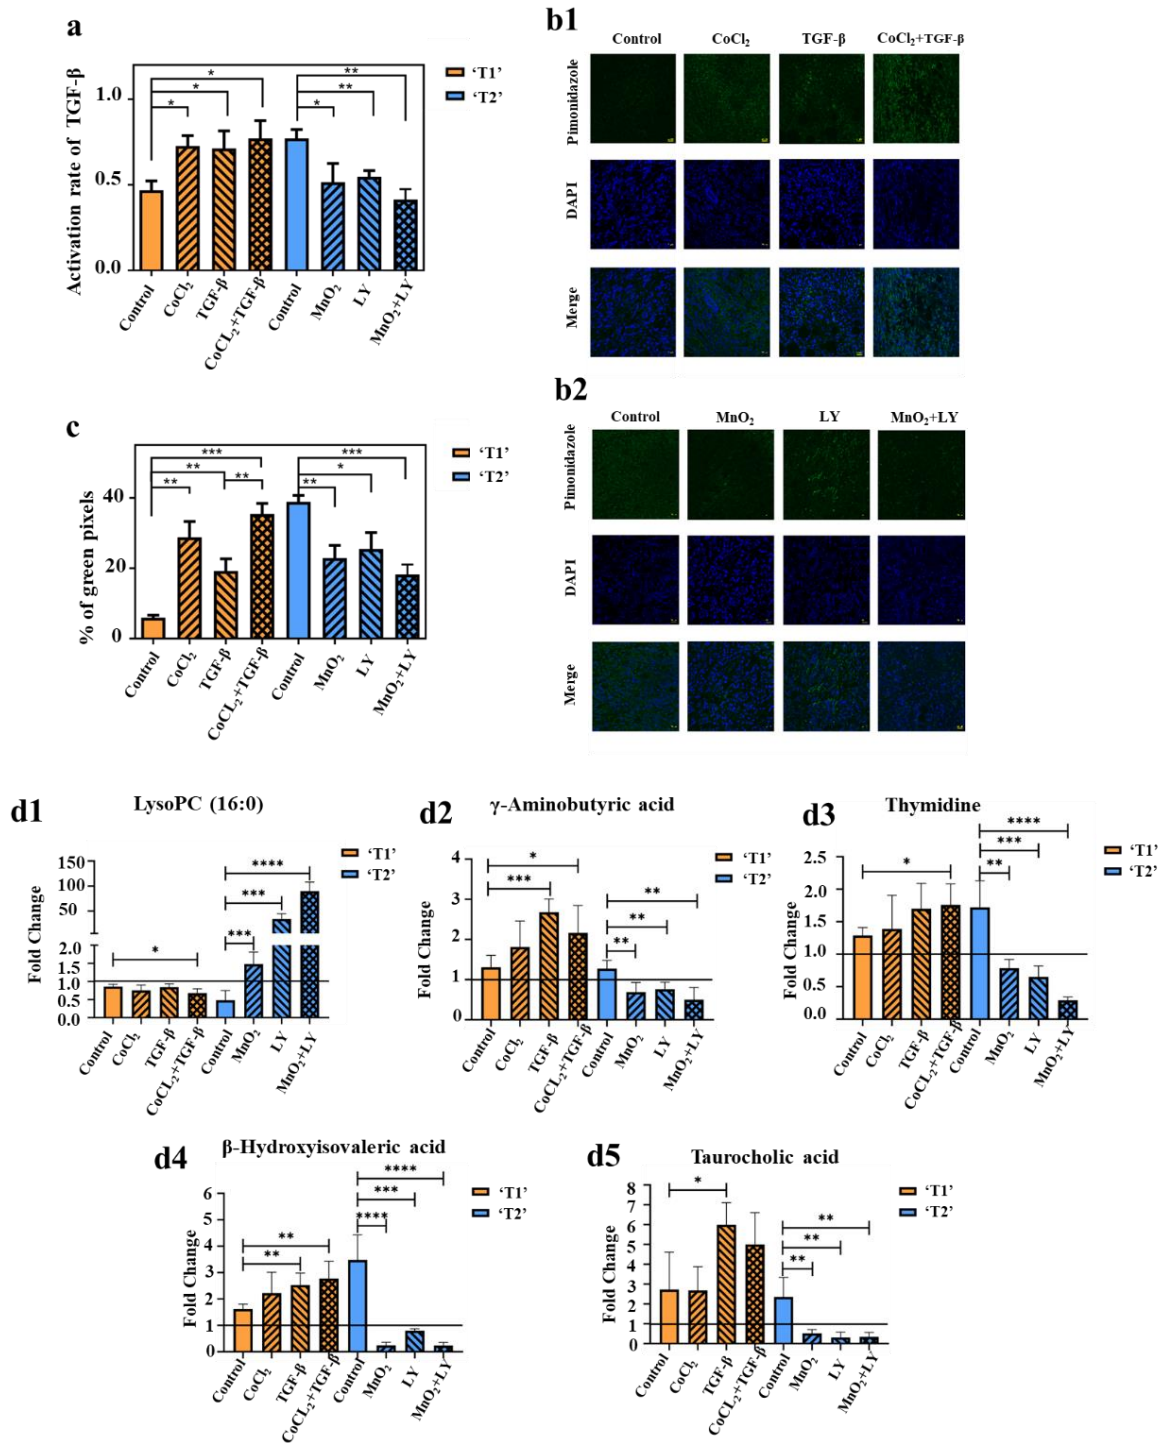 a
Activation rate of TGF-β
1.0
0.5
0.0
* * * * ** **
Control CoCl₂ TGF-β CoCL₂+TGF-β Control MnO₂ LY MnO₂+LY
‘T1’
‘T2’
b1
Control CoCl₂ TGF-β CoCl₂+TGF-β
Pimonidazole
DAPI
Merge
c
% of green pixels
40
20
0
*** ** ** ** *** * **
Control CoCl₂ TGF-β CoCL₂+TGF-β Control MnO₂ LY MnO₂+LY
‘T1’
‘T2’
b2
Control MnO₂ LY MnO₂+LY
Pimonidazole
DAPI
Merge
d1
LysoPC (16:0)
Fold Change
150
100
50
2.0
1.5
1.0
0.5
0.0
* *** *** ****
Control CoCl₂ TGF-β CoCL₂+TGF-β Control MnO₂ LY MnO₂+LY
‘T1’
‘T2’
d2
γ-Aminobutyric acid
Fold Change
4
3
2
1
0
* *** ** ** **
Control CoCl₂ TGF-β CoCL₂+TGF-β Control MnO₂ LY MnO₂+LY
‘T1’
‘T2’
d3
Thymidine
Fold Change
2.5
2.0
1.5
1.0
0.5
0.0
* **** *** **
Control CoCl₂ TGF-β CoCL₂+TGF-β Control MnO₂ LY MnO₂+LY
‘T1’
‘T2’
d4
β-Hydroxyisovaleric acid
Fold Change
6
5
4
3
2
1
0
** ** **** *** ****
Control CoCl₂ TGF-β CoCL₂+TGF-β Control MnO₂ LY MnO₂+LY
‘T1’
‘T2’
d5
Taurocholic acid
Fold Change
8
7
6
5
4
3
2
1
0
* ** ** **
Control CoCl₂ TGF-β CoCL₂+TGF-β Control MnO₂ LY MnO₂+LY
‘T1’
‘T2’